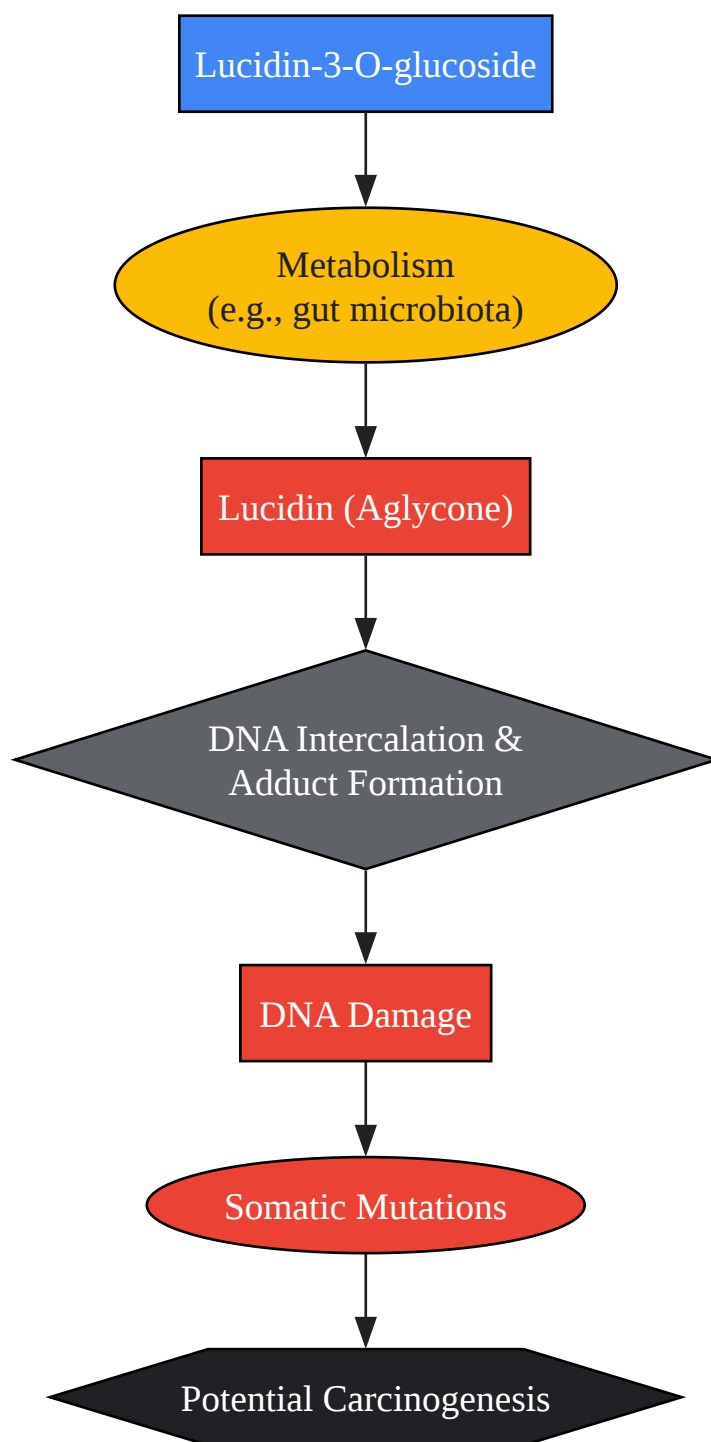 Lucidin-3-O-glucoside
Metabolism
(e.g., gut microbiota)
Lucidin (Aglycone)
DNA Intercalation &
Adduct Formation
DNA Damage
Somatic Mutations
Potential Carcinogenesis